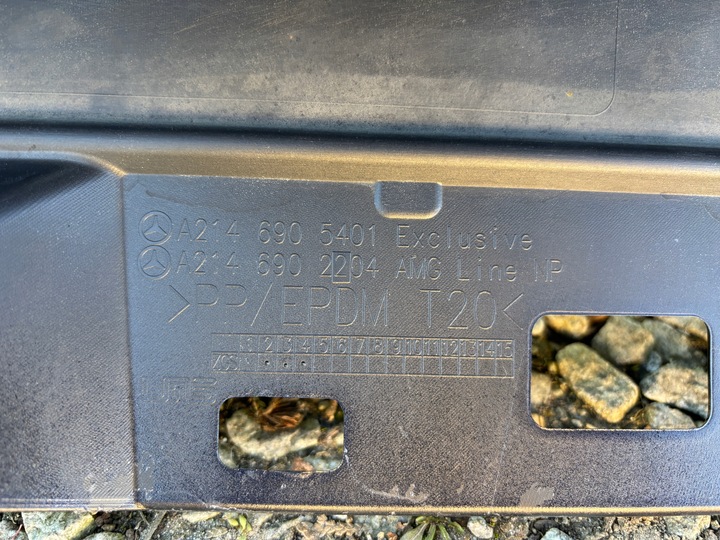 A214 690 5401 Exclusive
A214 690 2204 AMG Line NP
>PP/EPDM T20<
1 2 3 4 5 6 7 8 9 10 11 12 13 14 15